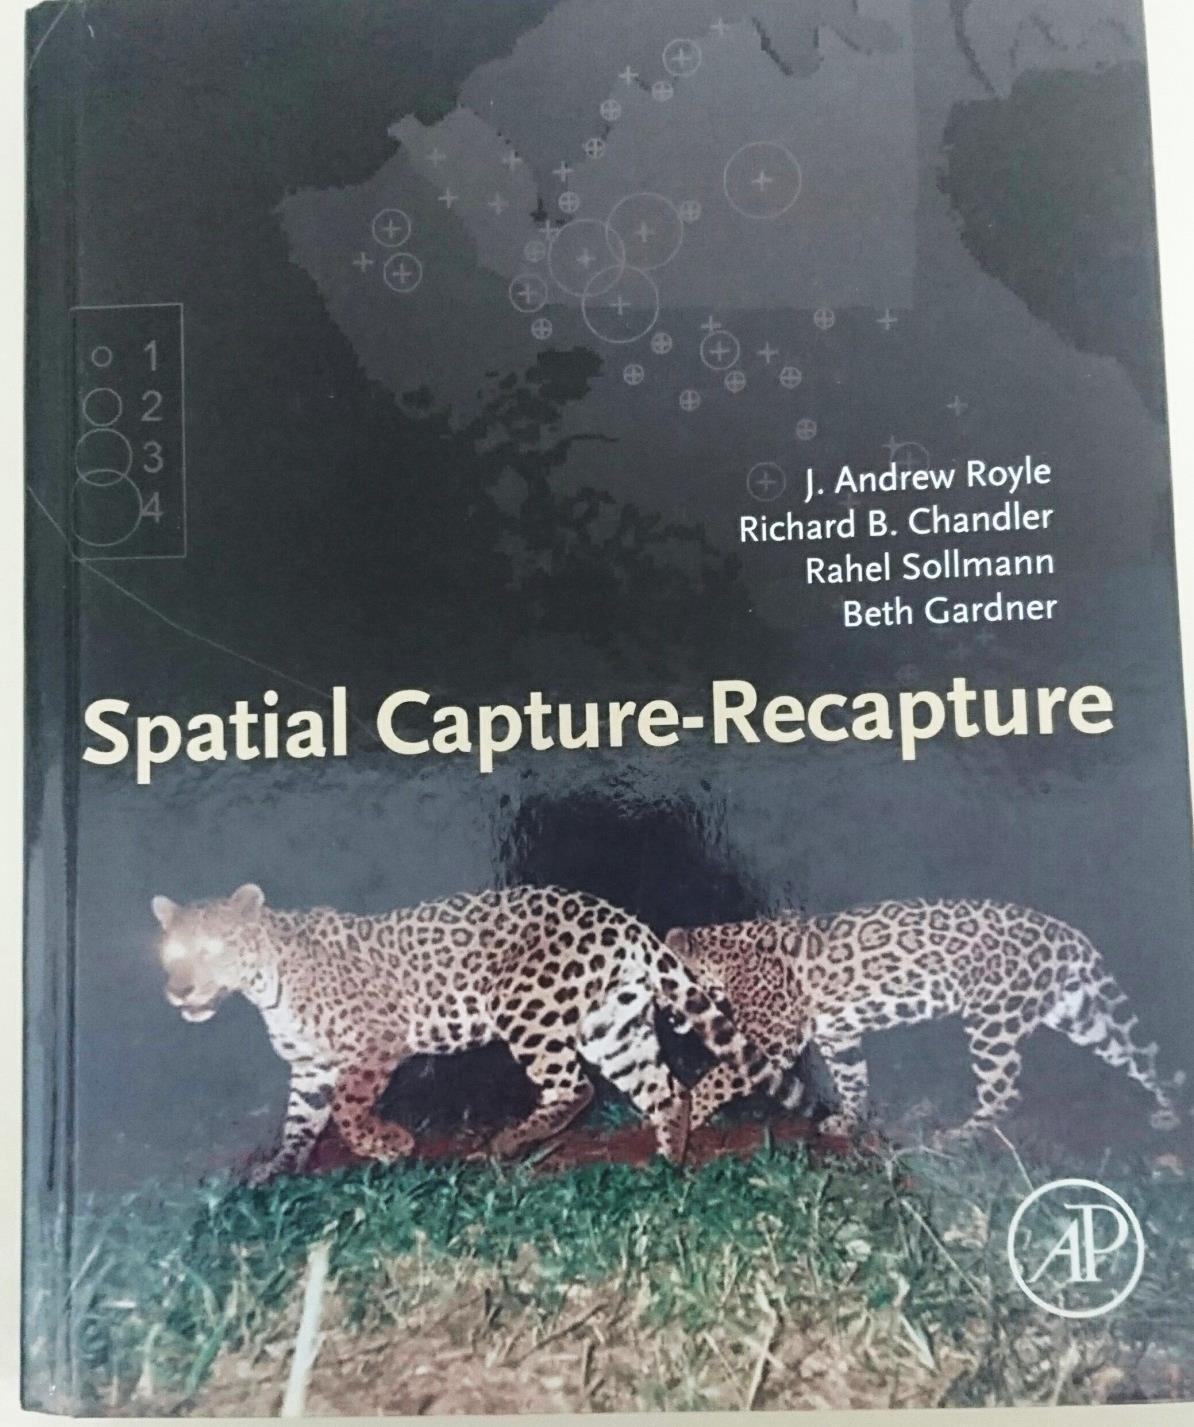 1
2
3
4
J. Andrew Royle
Richard B. Chandler
Rahel Sollmann
Beth Gardner
Spatial Capture-Recapture
AP